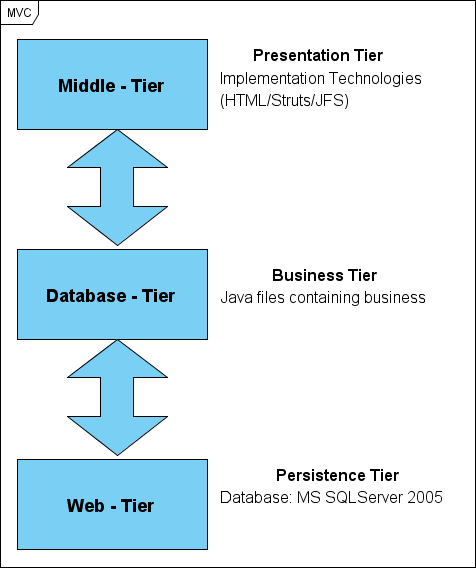 MVC
Middle - Tier
Presentation Tier
Implementation Technologies
(HTML/Struts/JFS)
Database - Tier
Business Tier
Java files containing business
Web - Tier
Persistence Tier
Database: MS SQLServer 2005